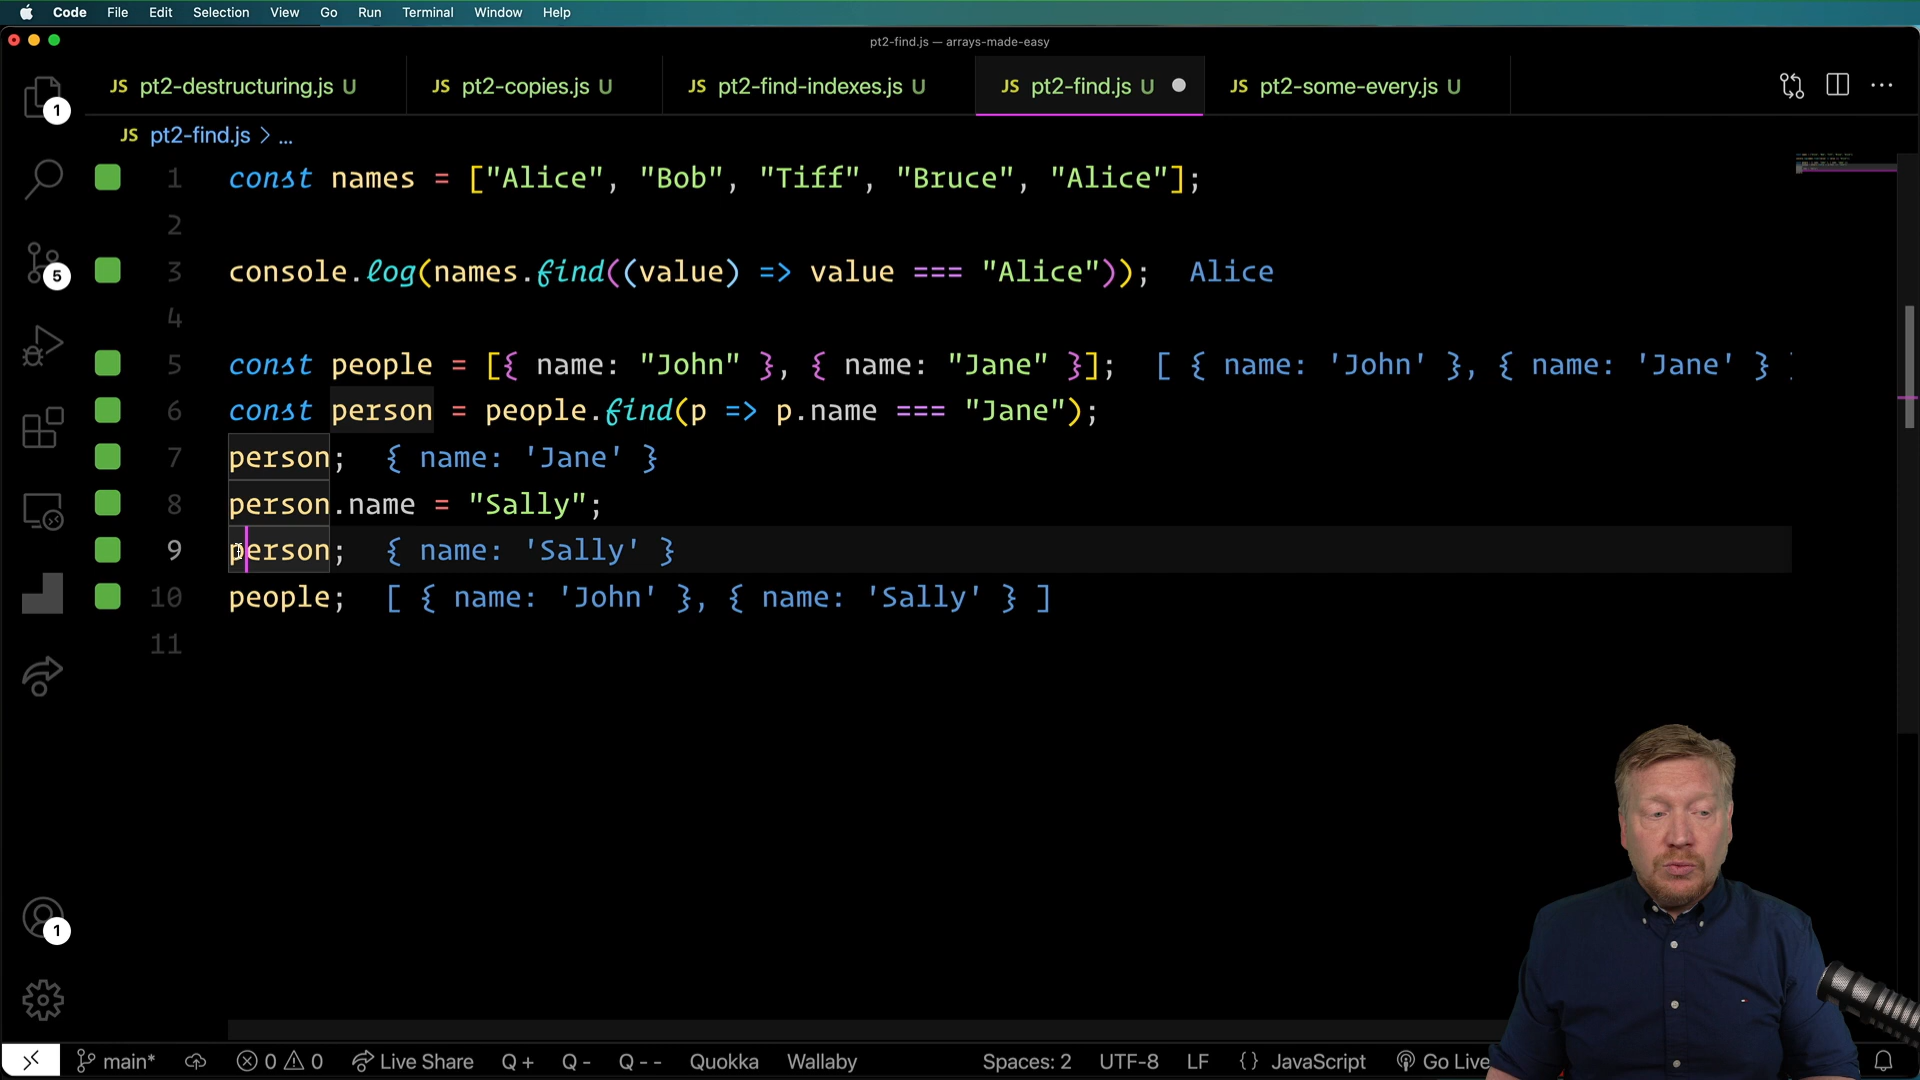 Code File Edit Selection View Go Run Terminal Window Help
pt2-find.js — arrays-made-easy
JS pt2-destructuring.js U JS pt2-copies.js U JS pt2-find-indexes.js U JS pt2-find.js U JS pt2-some-every.js U
JS pt2-find.js > ...
1 const names = ["Alice", "Bob", "Tiff", "Bruce", "Alice"];
2
3 console.log(names.find((value) => value === "Alice")); Alice
4
5 const people = [{ name: "John" }, { name: "Jane" }]; [ { name: 'John' }, { name: 'Jane' }
6 const person = people.find(p => p.name === "Jane");
7 person; { name: 'Jane' }
8 person.name = "Sally";
9 person; { name: 'Sally' }
10 people; [ { name: 'John' }, { name: 'Sally' } ]
11
1
5
1
main* 0 0 Live Share Q + Q - Q - - Quokka Wallaby Spaces: 2 UTF-8 LF {} JavaScript Go Live